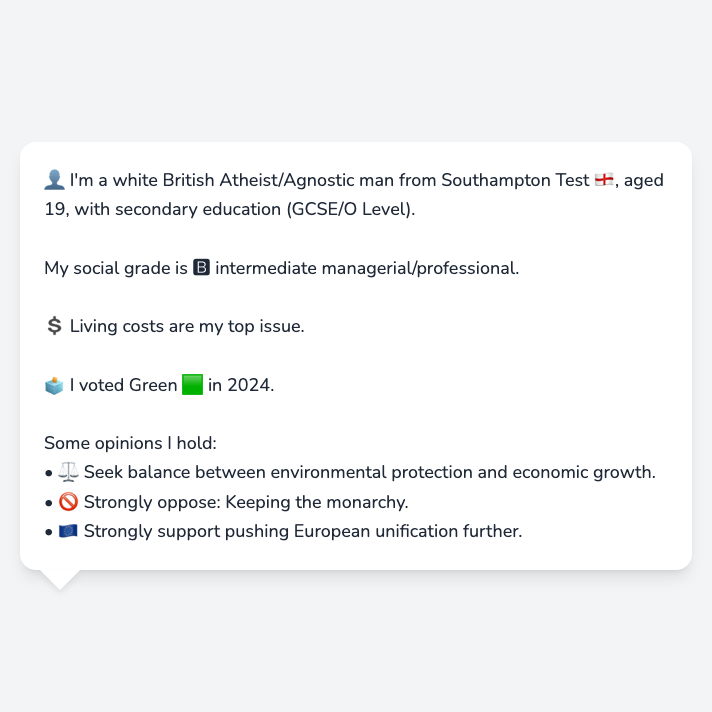 👤 I'm a white British Atheist/Agnostic man from Southampton Test 🏴󠁧󠁢󠁥󠁮󠁧󠁿, aged
19, with secondary education (GCSE/O Level).
My social grade is 🅱 intermediate managerial/professional.
💲 Living costs are my top issue.
🗳️ I voted Green 🟩 in 2024.
Some opinions I hold:
• ⚖️ Seek balance between environmental protection and economic growth.
• 🚫 Strongly oppose: Keeping the monarchy.
• 🇪🇺 Strongly support pushing European unification further.